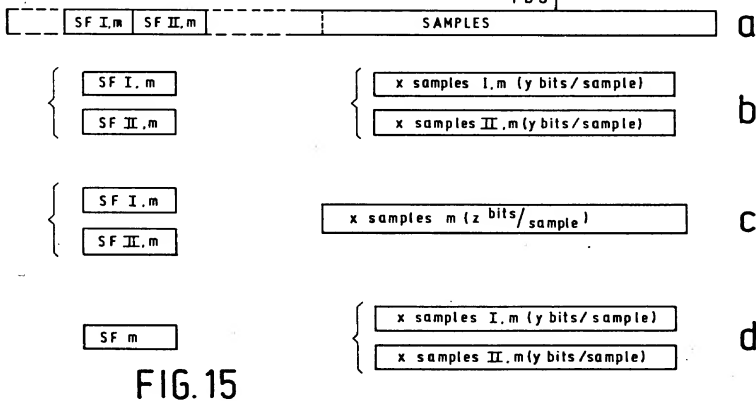 SF I,m SF II,m SAMPLES a
SF I,m x samples I,m (y bits/sample)
b
SF II,m x samples II,m (y bits/sample)
SF I,m
x samples m (z bits/sample) c
SF II,m
x samples I,m (y bits/sample)
SF m d
x samples II,m (y bits/sample)
FIG.15